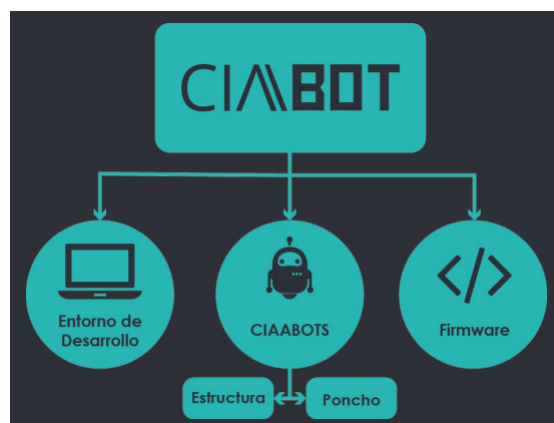 CIAABOT
Entorno de
Desarrollo
CIAABOTS
Firmware
Estructura
Poncho